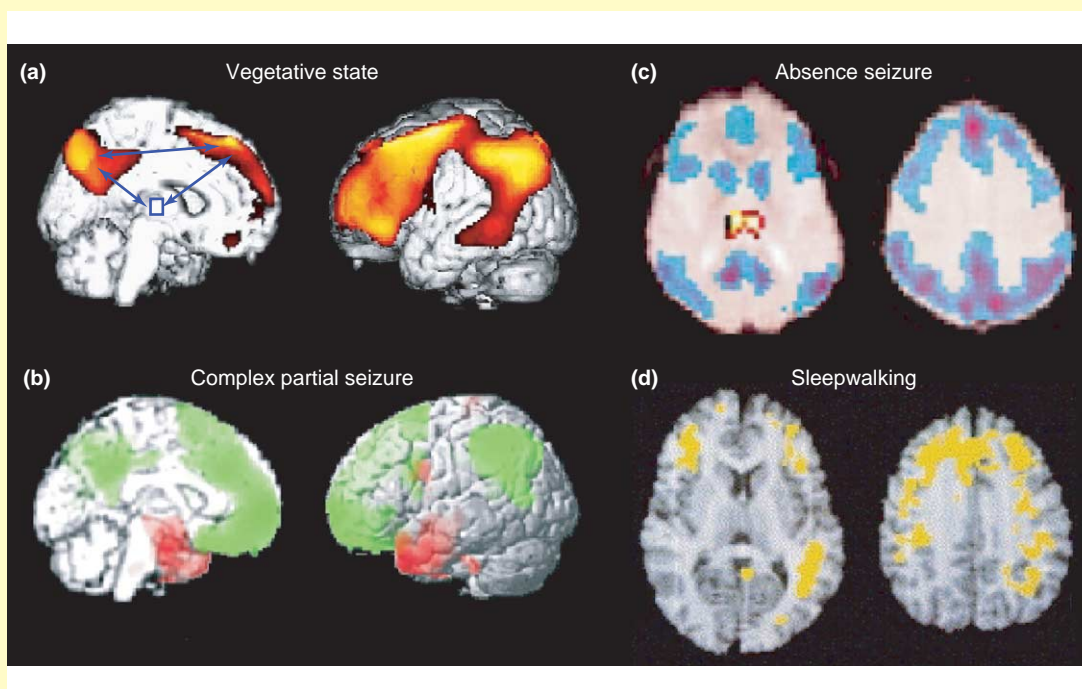 (a) Vegetative state
(c) Absence seizure
(b) Complex partial seizure
(d) Sleepwalking